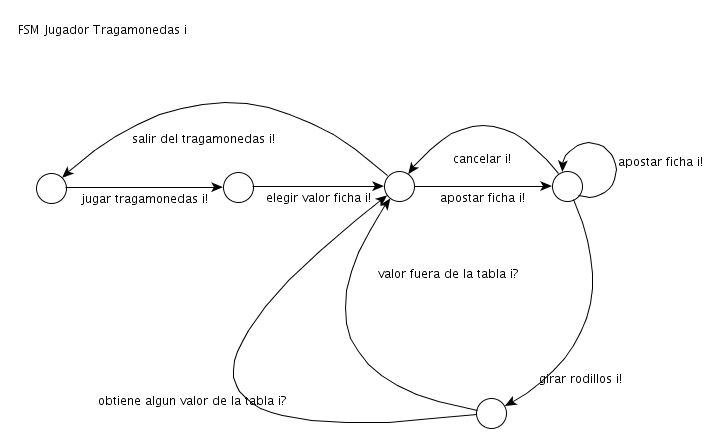 FSM Jugador Tragamonedas i
salir del tragamonedas i!
cancelar i!
apostar ficha i!
jugar tragamonedas i!
elegir valor ficha i!
apostar ficha i!
valor fuera de la tabla i?
girar rodillos i!
obtiene algun valor de la tabla i?